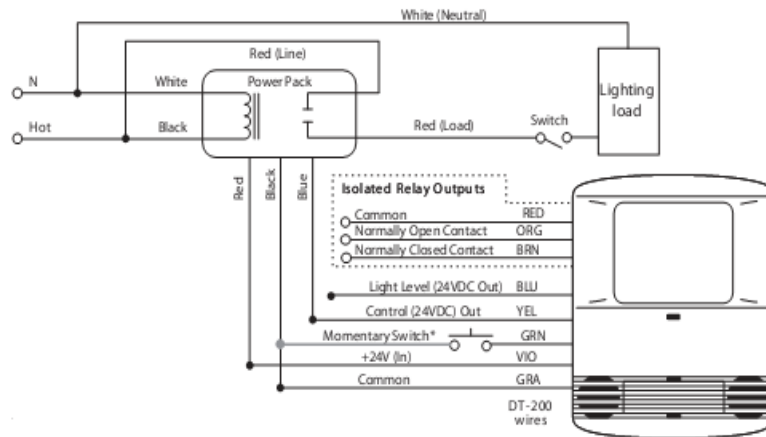 White (Neutral)
Red (Line)
N
White
Power Pack
Lighting
load
Hot
Black
Red (Load)
Switch
Red
Black
Blue
Isolated Relay Outputs
Common RED
Normally Open Contact ORG
Normally Closed Contact BRN
Light Level (24VDC Out) BLU
Control (24VDC) Out YEL
Momentary Switch* GRN
+24V (In) VIO
Common GRA
DT-200
wires